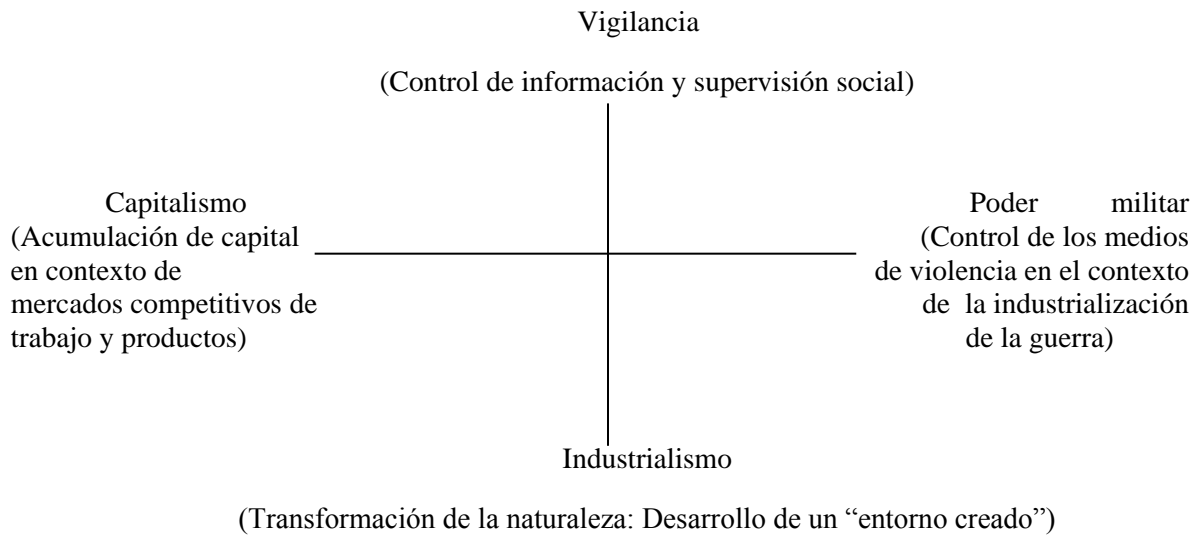 Vigilancia
(Control de información y supervisión social)
Capitalismo
(Acumulación de capital
en contexto de
mercados competitivos de
trabajo y productos)
Poder militar
(Control de los medios
de violencia en el contexto
de la industrialización
de la guerra)
Industrialismo
(Transformación de la naturaleza: Desarrollo de un “entorno creado”)